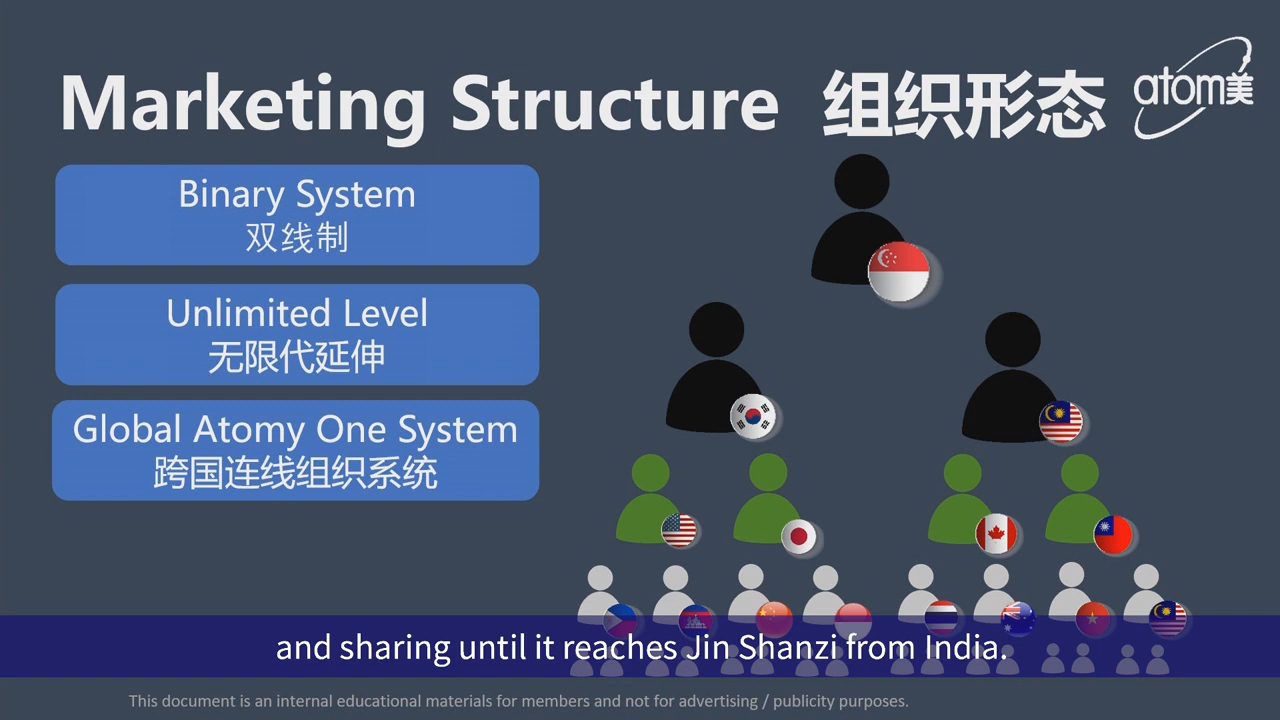 Marketing Structure 组织形态
atom美
Binary System
双线制
Unlimited Level
无限代延伸
Global Atomy One System
跨国连线组织系统
and sharing until it reaches Jin Shanzi from India.
This document is an internal educational materials for members and not for advertising / publicity purposes.